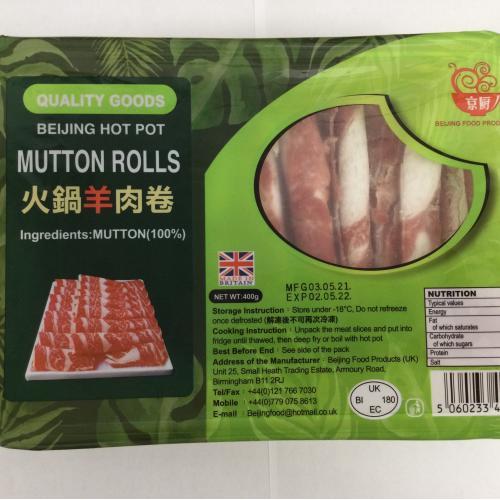 QUALITY GOODS
BEIJING HOT POT
MUTTON ROLLS
火鍋羊肉卷
Ingredients:MUTTON(100%)
京厨
BEIJING FOOD PROD
MADE IN
BRITAIN
NET WT:400g
MFG03.05.21.
EXP02.05.22.
Storage Instruction : Store under -18°C, Do not refreeze
once defrosted (解凍後不可再次冷凍)
Cooking Instruction : Unpack the meat slices and put into
fridge until thawed, then deep fry or boil with hot pot
Best Before End : See side of the pack
Address of the Manufacturer : Beijing Food Products (UK)
Unit 25, Small Heath Trading Estate, Armoury Road,
Birmingham B11 2RJ
Tel/Fax : +44(0)121 766 7030
Mobile : +44(0)779 075 8613
E-mail : Beijingfood@hotmail.co.uk
UK
BI 180
EC
NUTRITION
Typical values
Energy
Fat
of which saturates
Carbohydrate
of which sugars
Protein
Salt
5 060233 4